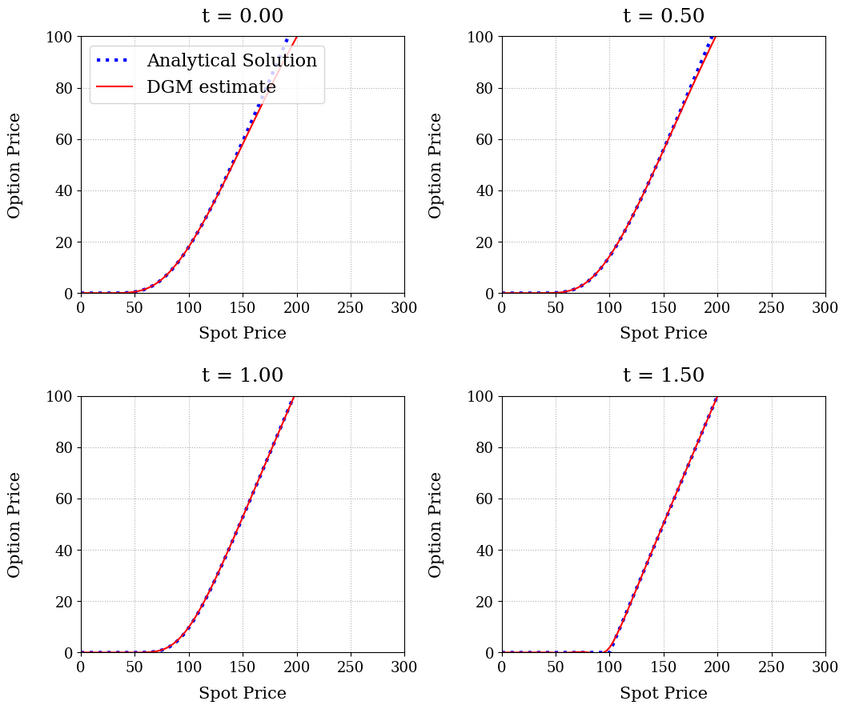 t = 0.00
100
80
60
40
20
0
Option Price
Analytical Solution
DGM estimate
0 50 100 150 200 250 300
Spot Price
t = 0.50
100
80
60
40
20
0
Option Price
0 50 100 150 200 250 300
Spot Price
t = 1.00
100
80
60
40
20
0
Option Price
0 50 100 150 200 250 300
Spot Price
t = 1.50
100
80
60
40
20
0
Option Price
0 50 100 150 200 250 300
Spot Price